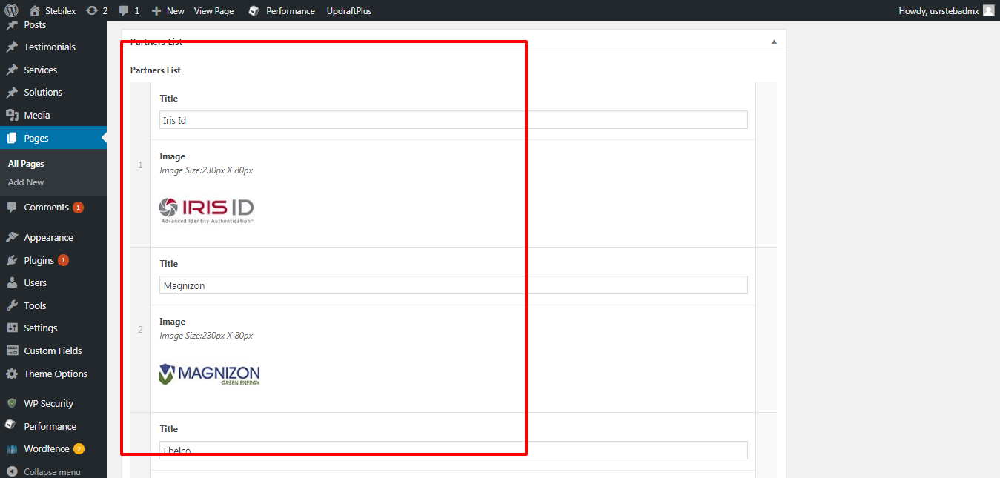 Stebilex 2 1 New View Page Performance UpdraftPlus Howdy, usrstebadmx
Posts
Testimonials
Services
Solutions
Media
Pages
All Pages
Add New
Comments 1
Appearance
Plugins 1
Users
Tools
Settings
Custom Fields
Theme Options
WP Security
Performance
Wordfence 2
Collapse menu
Partners List
Partners List
Title
Iris Id
1
Image
Image Size:230px X 80px
IRIS ID
Advanced Identity Authentication™
Title
Magnizon
2
Image
Image Size:230px X 80px
MAGNIZON
GREEN ENERGY
Title
Ebelco